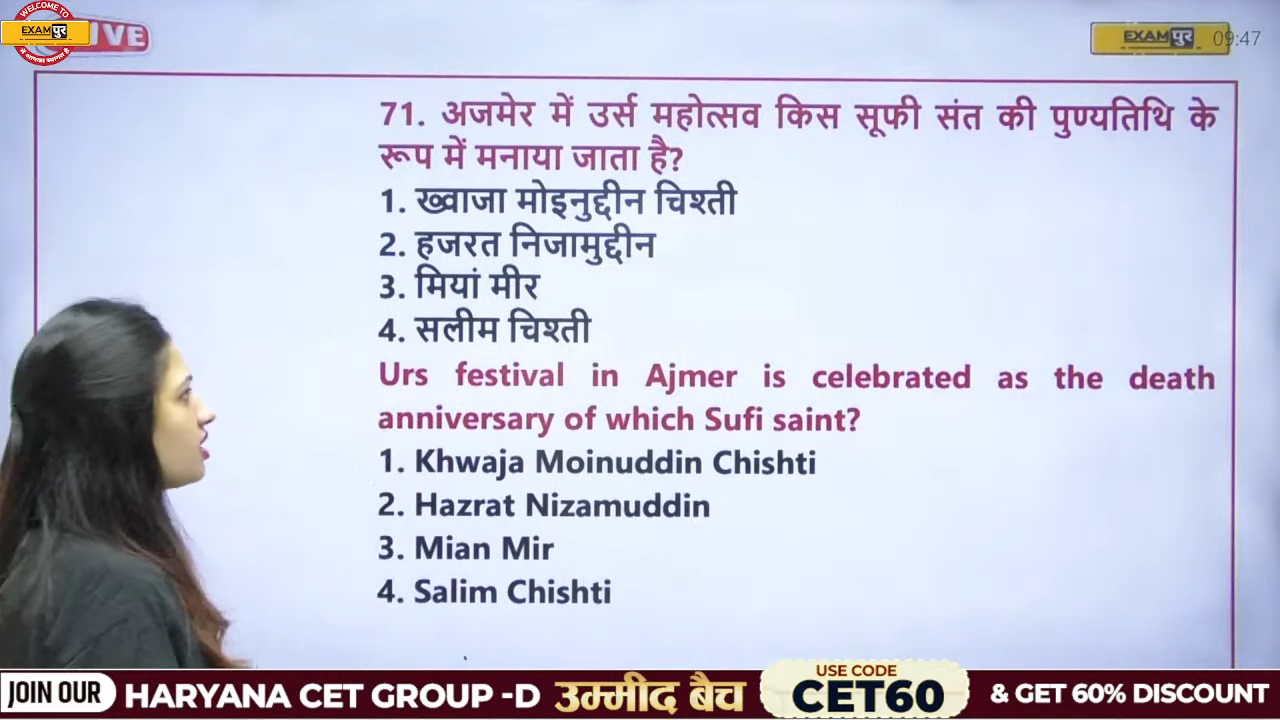 WELCOME TO
EXAMपुर
में आपका स्वागत है
IVE
EXAMपुर
09:47
71. अजमेर में उर्स महोत्सव किस सूफी संत की पुण्यतिथि के
रूप में मनाया जाता है?
1. ख्वाजा मोइनुद्दीन चिश्ती
2. हजरत निजामुद्दीन
3. मियां मीर
4. सलीम चिश्ती
Urs festival in Ajmer is celebrated as the death
anniversary of which Sufi saint?
1. Khwaja Moinuddin Chishti
2. Hazrat Nizamuddin
3. Mian Mir
4. Salim Chishti
JOIN OUR HARYANA CET GROUP -D उम्मीद बैच USE CODE CET60 & GET 60% DISCOUNT